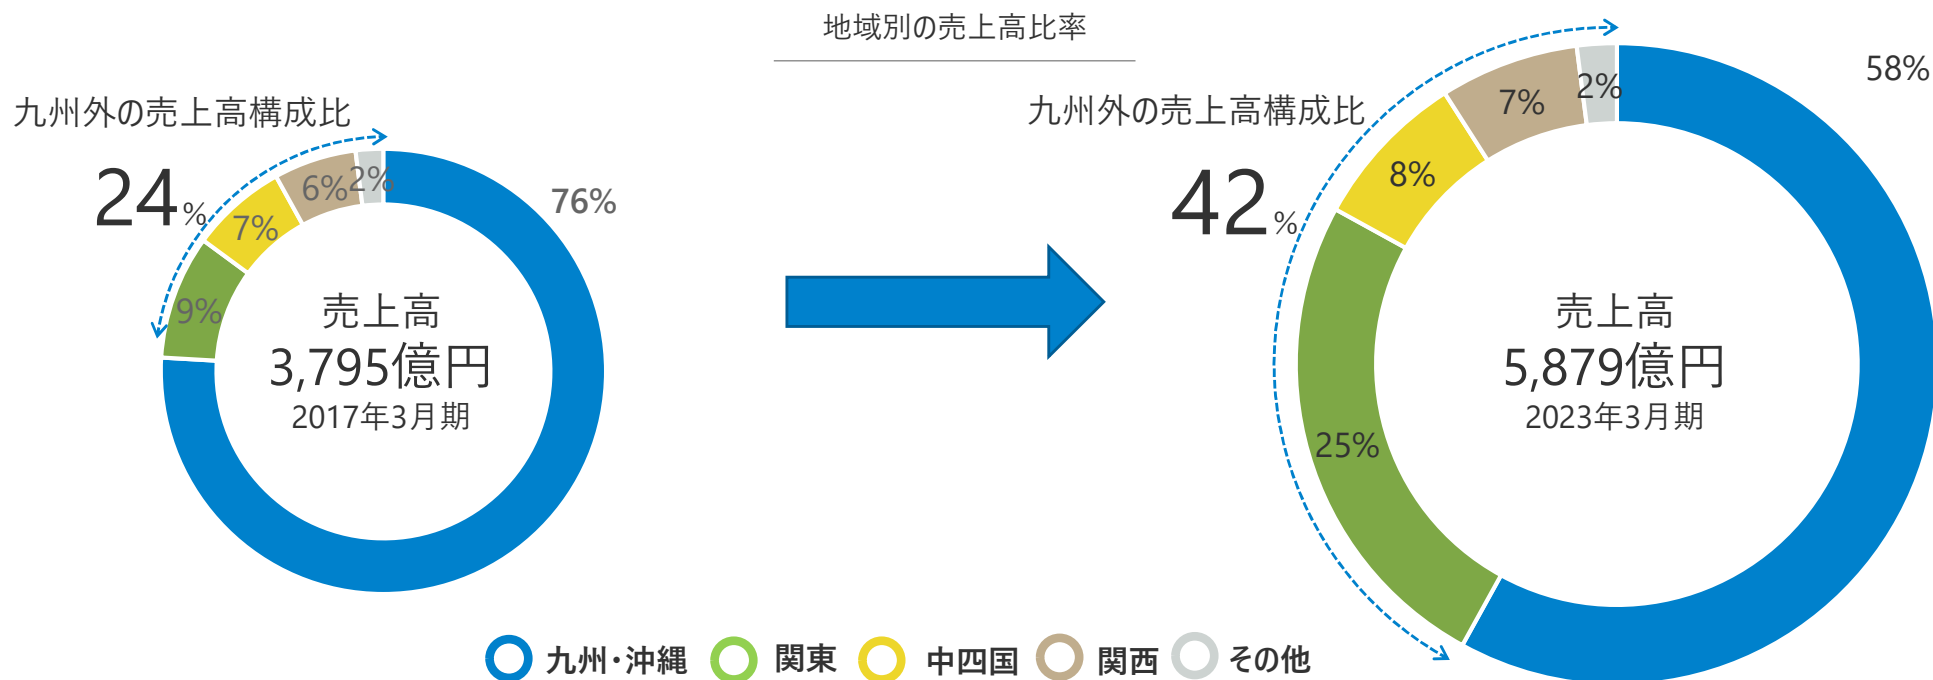 地域別の売上高比率
九州外の売上高構成比
24%
76%
2%
6%
7%
9%
売上高
3,795億円
2017年3月期
九州外の売上高構成比
42%
58%
2%
7%
8%
25%
売上高
5,879億円
2023年3月期
九州・沖縄 関東 中四国 関西 その他